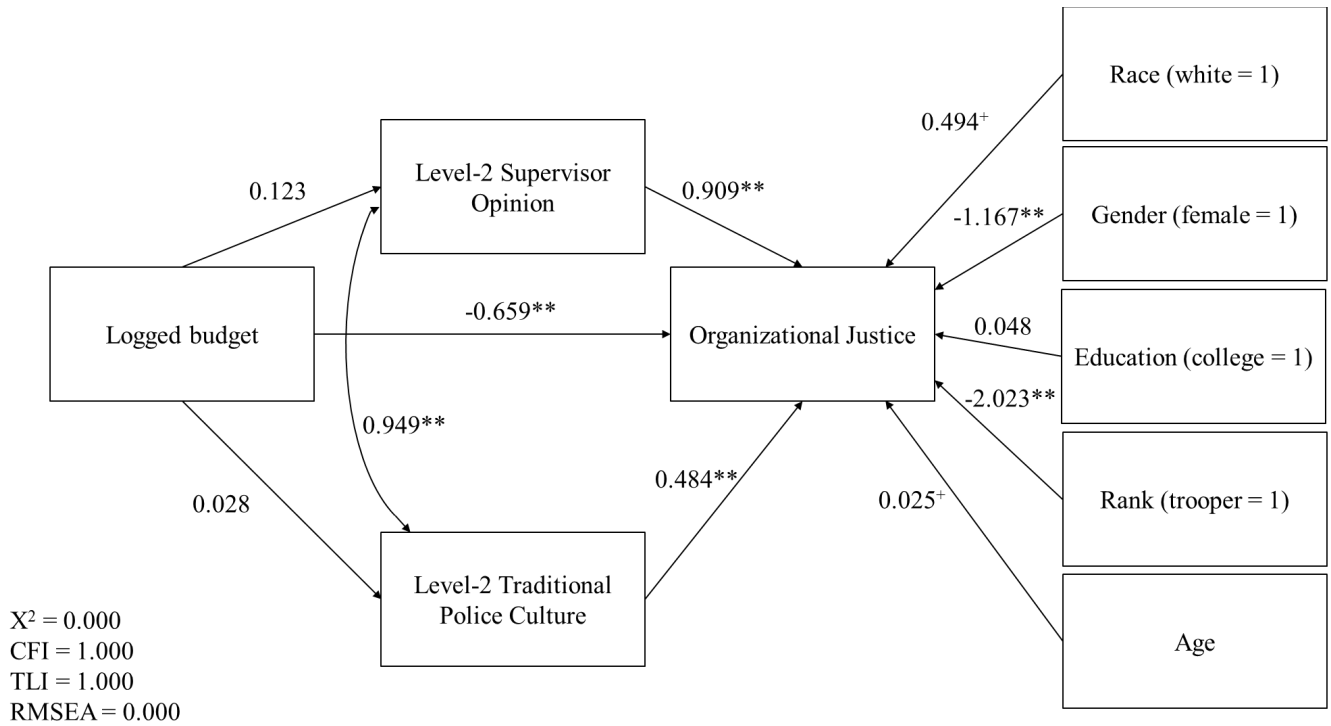 Race (white = 1)
0.494⁺
Level-2 Supervisor
Opinion
0.123
0.909**
-1.167**
Gender (female = 1)
Logged budget
-0.659**
Organizational Justice
0.048
Education (college = 1)
-2.023**
0.949**
0.484**
0.028
0.025⁺
Rank (trooper = 1)
Level-2 Traditional
Police Culture
Age
X² = 0.000
CFI = 1.000
TLI = 1.000
RMSEA = 0.000